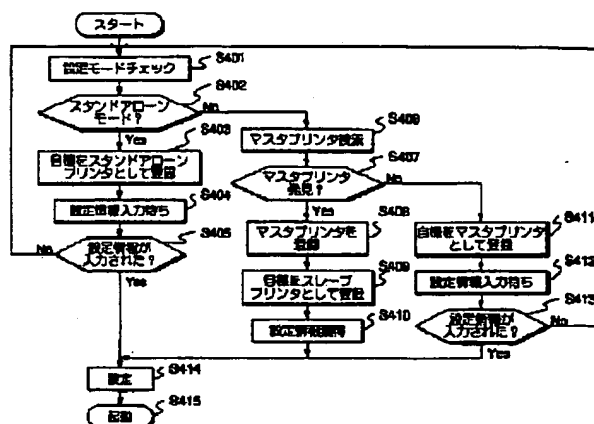 スタート
設定モードチェック
S401
スタンドアローン
モード?
S402
No
Yes
自機をスタンドアローン
プリンタとして登録
S403
設定情報入力待ち
S404
設定情報が
入力された?
S405
No
Yes
マスタプリンタ検索
マスタプリンタ
発見?
S407
No
Yes
マスタプリンタを
登録
S408
自機をスレーブ
プリンタとして登録
S409
S410
自機をマスタプリンタ
として登録
S411
設定情報入力待ち
S412
設定情報が
入力された?
S413
No
Yes
設定
S414
起動
S415